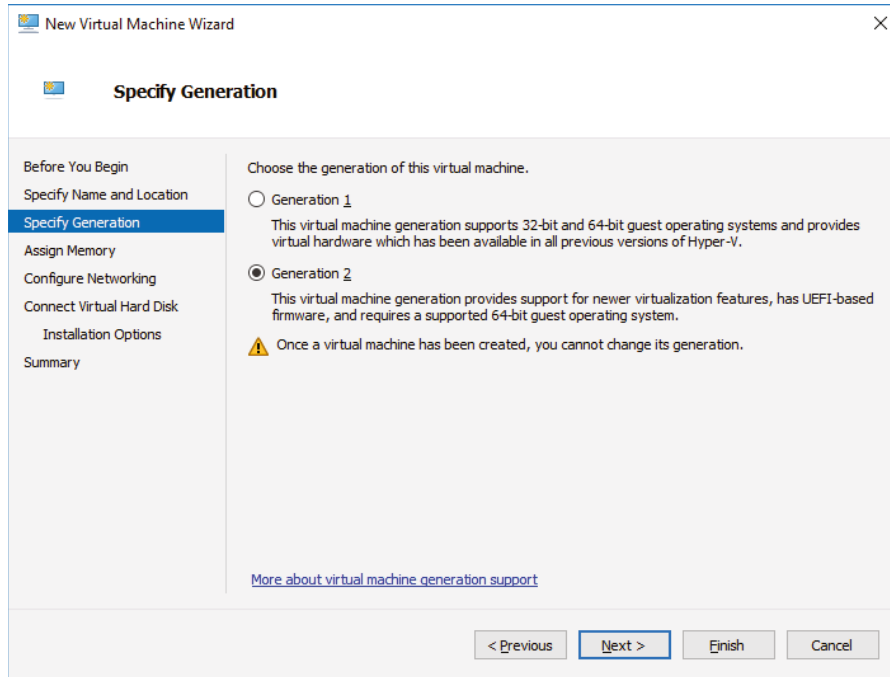 New Virtual Machine Wizard
Specify Generation
Before You Begin
Specify Name and Location
Specify Generation
Assign Memory
Configure Networking
Connect Virtual Hard Disk
Installation Options
Summary
Choose the generation of this virtual machine.
Generation 1
This virtual machine generation supports 32-bit and 64-bit guest operating systems and provides
virtual hardware which has been available in all previous versions of Hyper-V.
Generation 2
This virtual machine generation provides support for newer virtualization features, has UEFI-based
firmware, and requires a supported 64-bit guest operating system.
Once a virtual machine has been created, you cannot change its generation.
More about virtual machine generation support
< Previous
Next >
Finish
Cancel